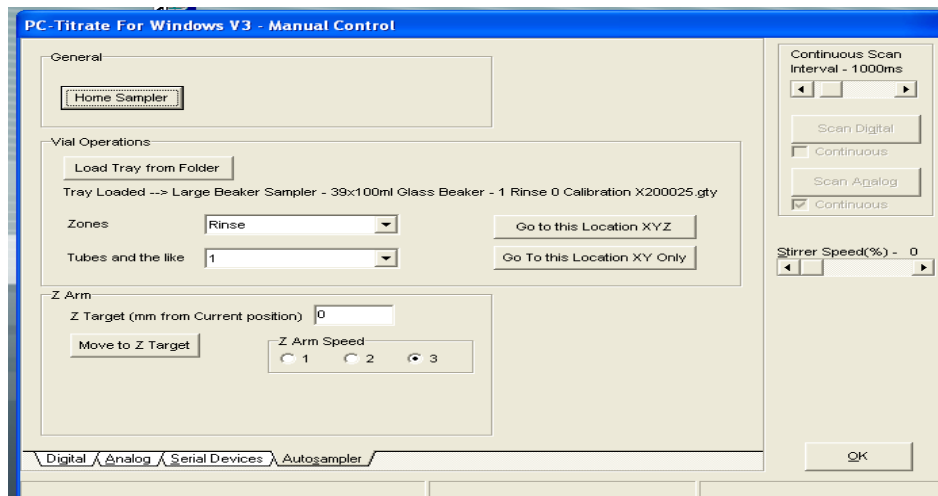 PC-Titrate For Windows V3 - Manual Control
General
Home Sampler
Vial Operations
Load Tray from Folder
Tray Loaded --> Large Beaker Sampler - 39x100ml Glass Beaker - 1 Rinse 0 Calibration X200025.gty
Zones
Rinse
Go to this Location XYZ
Tubes and the like
1
Go To this Location XY Only
Z Arm
Z Target (mm from Current position)
0
Move to Z Target
Z Arm Speed
1 2 3
Digital Analog Serial Devices Autosampler
Continuous Scan
Interval - 1000ms
Scan Digital
Continuous
Scan Analog
Continuous
Stirrer Speed(%) - 0
OK